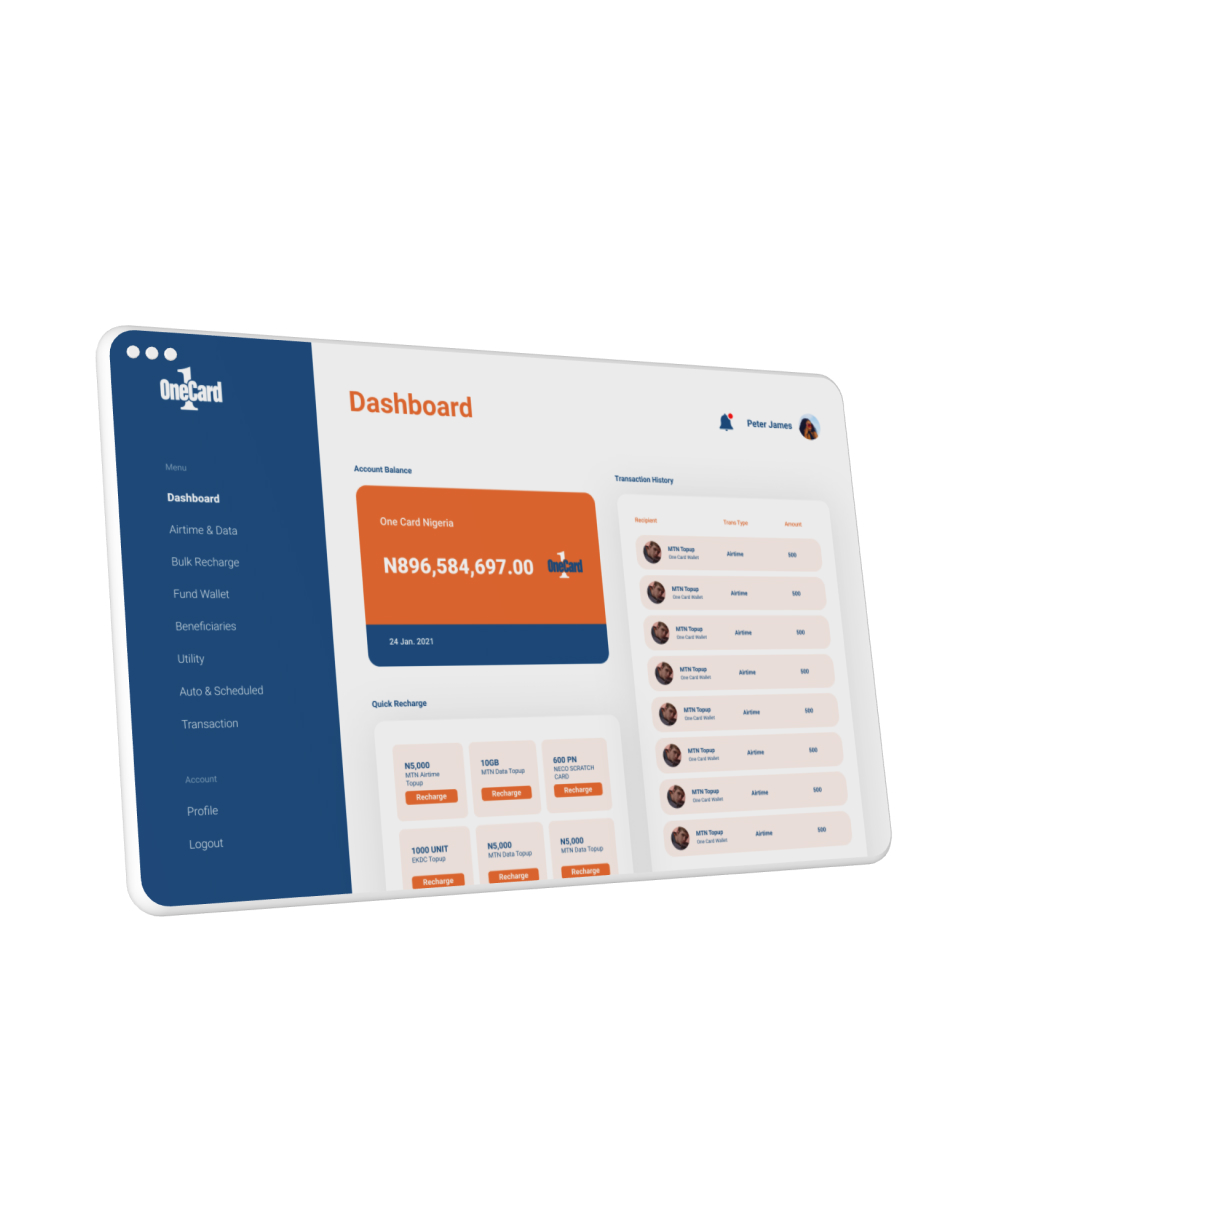 OneCard
Menu
Dashboard
Airtime & Data
Bulk Recharge
Fund Wallet
Beneficiaries
Utility
Auto & Scheduled
Transaction
Account
Profile
Logout
Dashboard
Peter James
Account Balance
One Card Nigeria
N896,584,697.00
OneCard
24 Jan. 2021
Quick Recharge
N5,000
MTN Airtime
Topup
Recharge
10GB
MTN Data Topup
Recharge
600 PN
NECO SCRATCH
CARD
Recharge
1000 UNIT
EKDC Topup
Recharge
N5,000
MTN Data Topup
Recharge
N5,000
MTN Data Topup
Recharge
Transaction History
Recipient Trans Type Amount
MTN Topup Airtime 500
One Card Wallet
MTN Topup Airtime 500
One Card Wallet
MTN Topup Airtime 500
One Card Wallet
MTN Topup Airtime 500
One Card Wallet
MTN Topup Airtime 500
One Card Wallet
MTN Topup Airtime 500
One Card Wallet
MTN Topup Airtime 500
One Card Wallet
MTN Topup Airtime 500
One Card Wallet